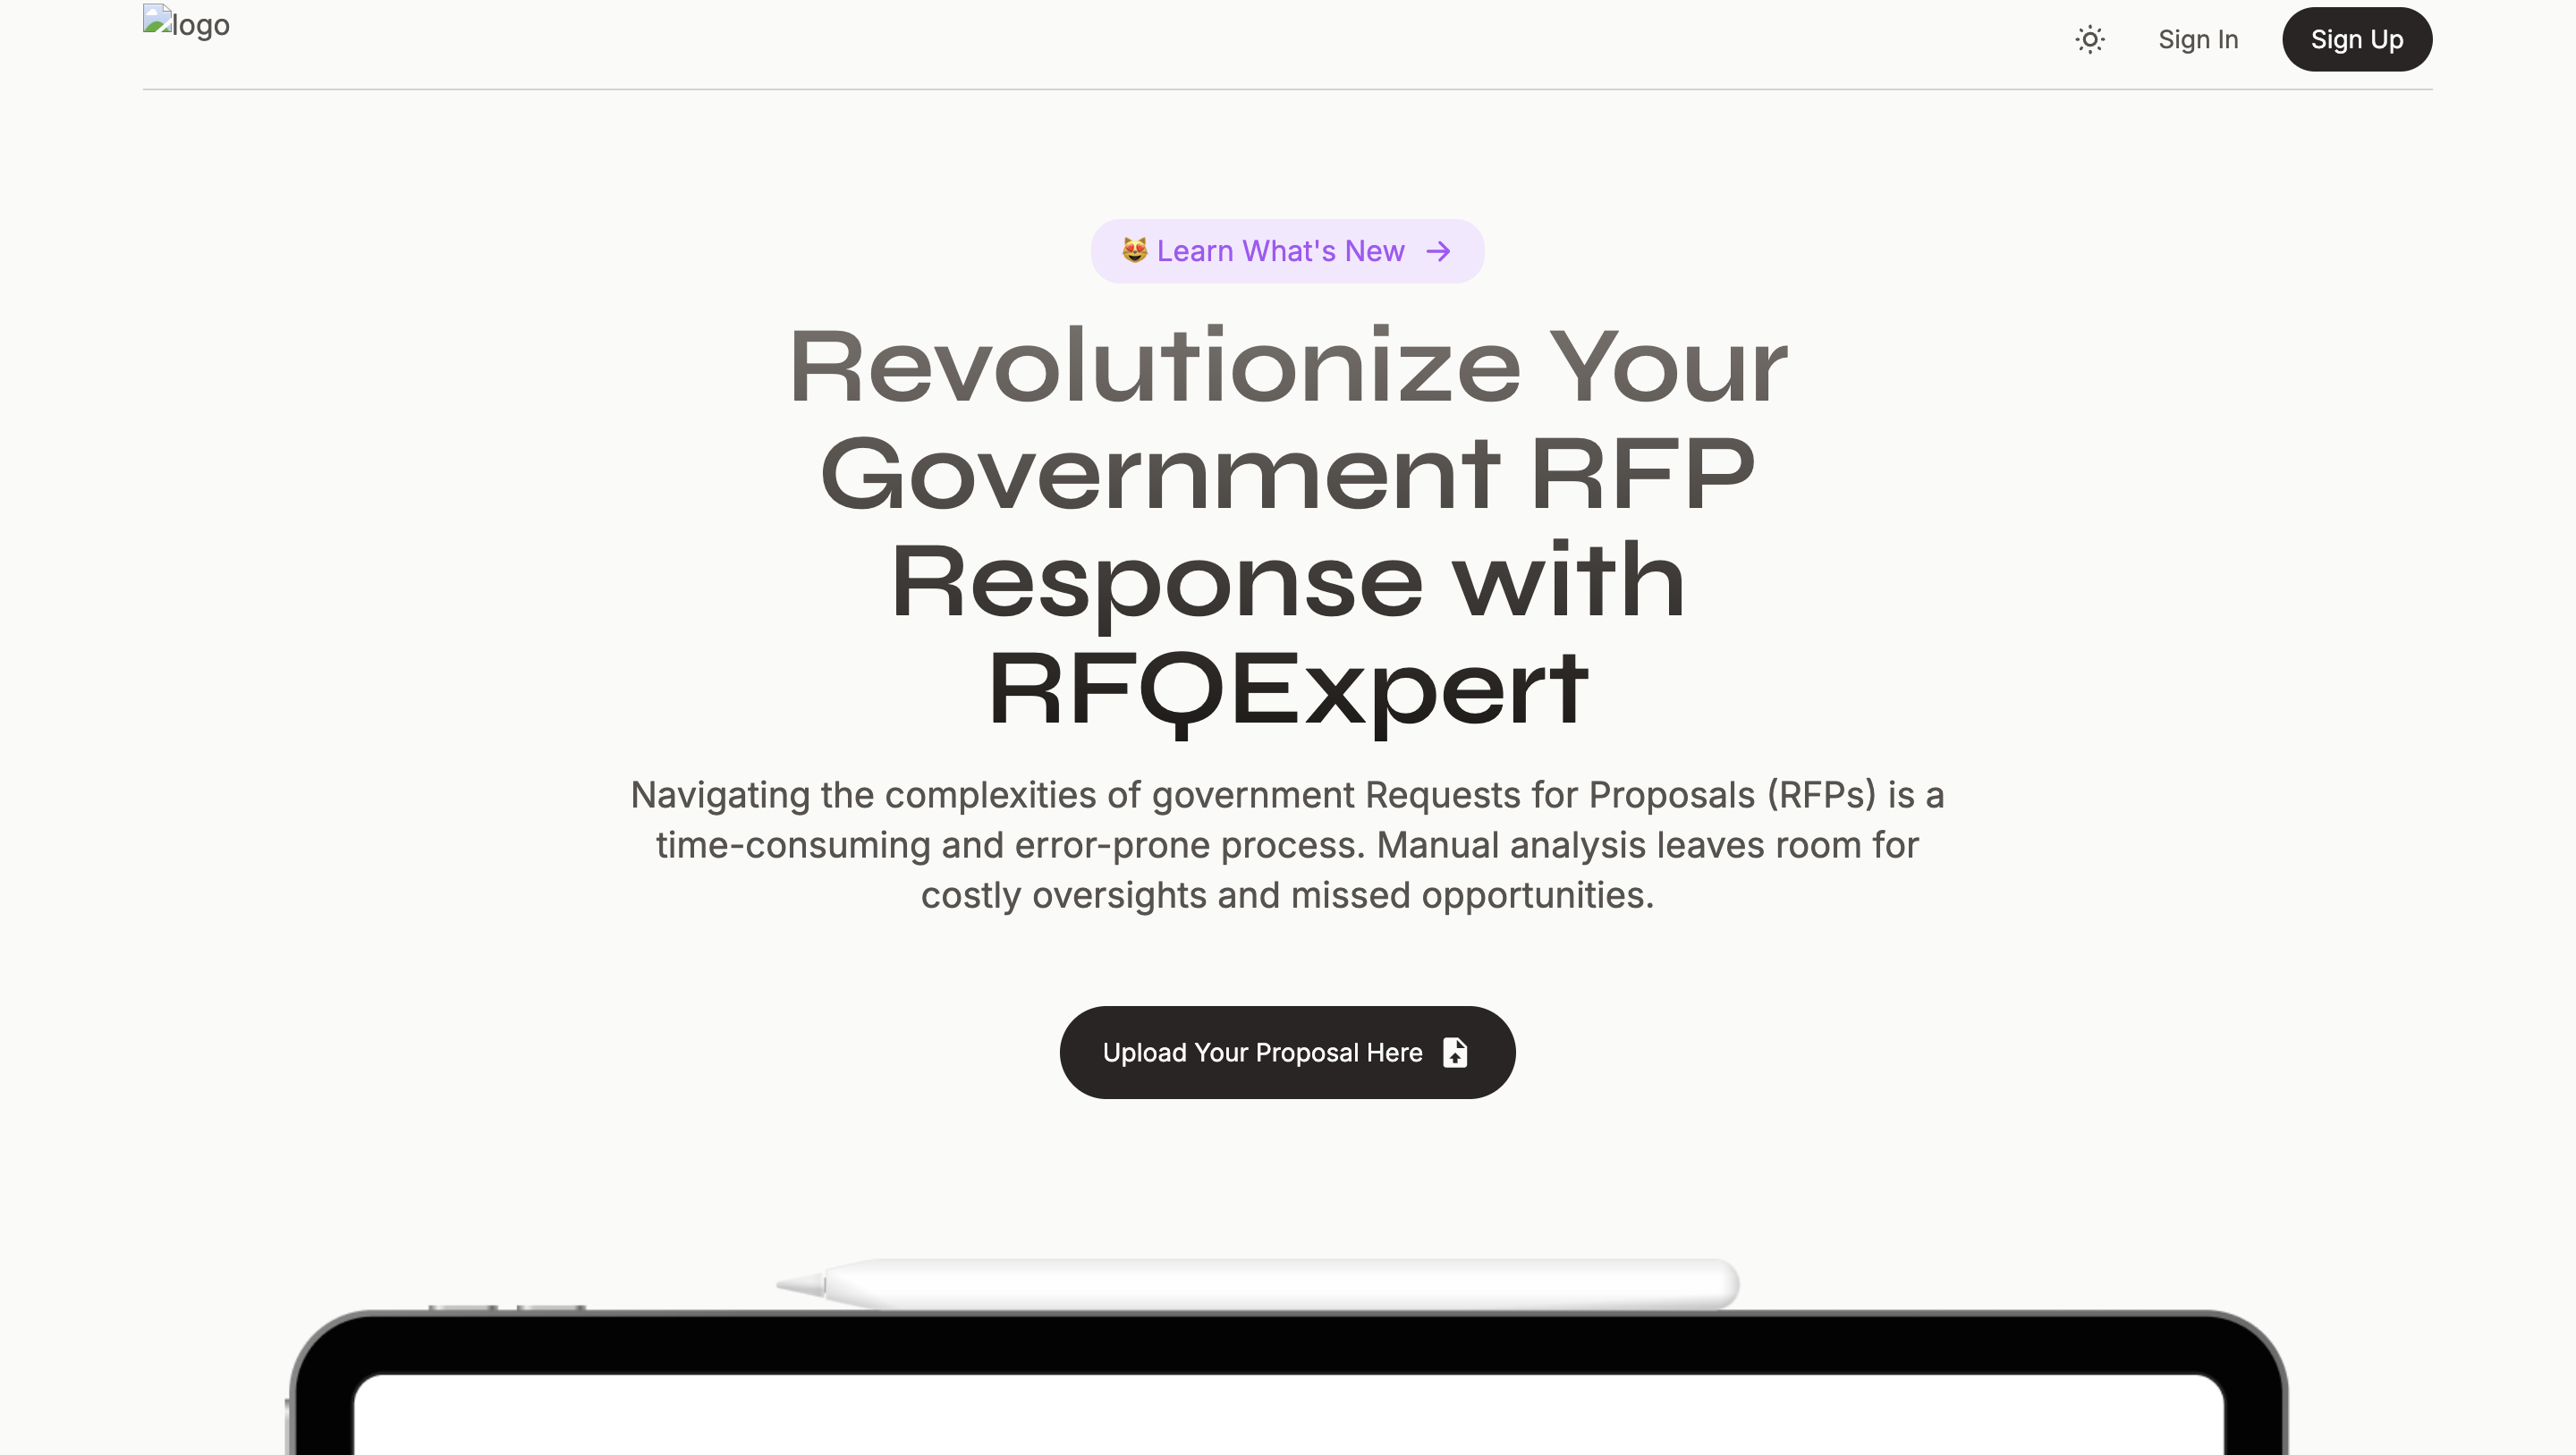 logo
Sign In
Sign Up
😻 Learn What's New →
Revolutionize Your
Government RFP
Response with
RFQExpert
Navigating the complexities of government Requests for Proposals (RFPs) is a
time-consuming and error-prone process. Manual analysis leaves room for
costly oversights and missed opportunities.
Upload Your Proposal Here